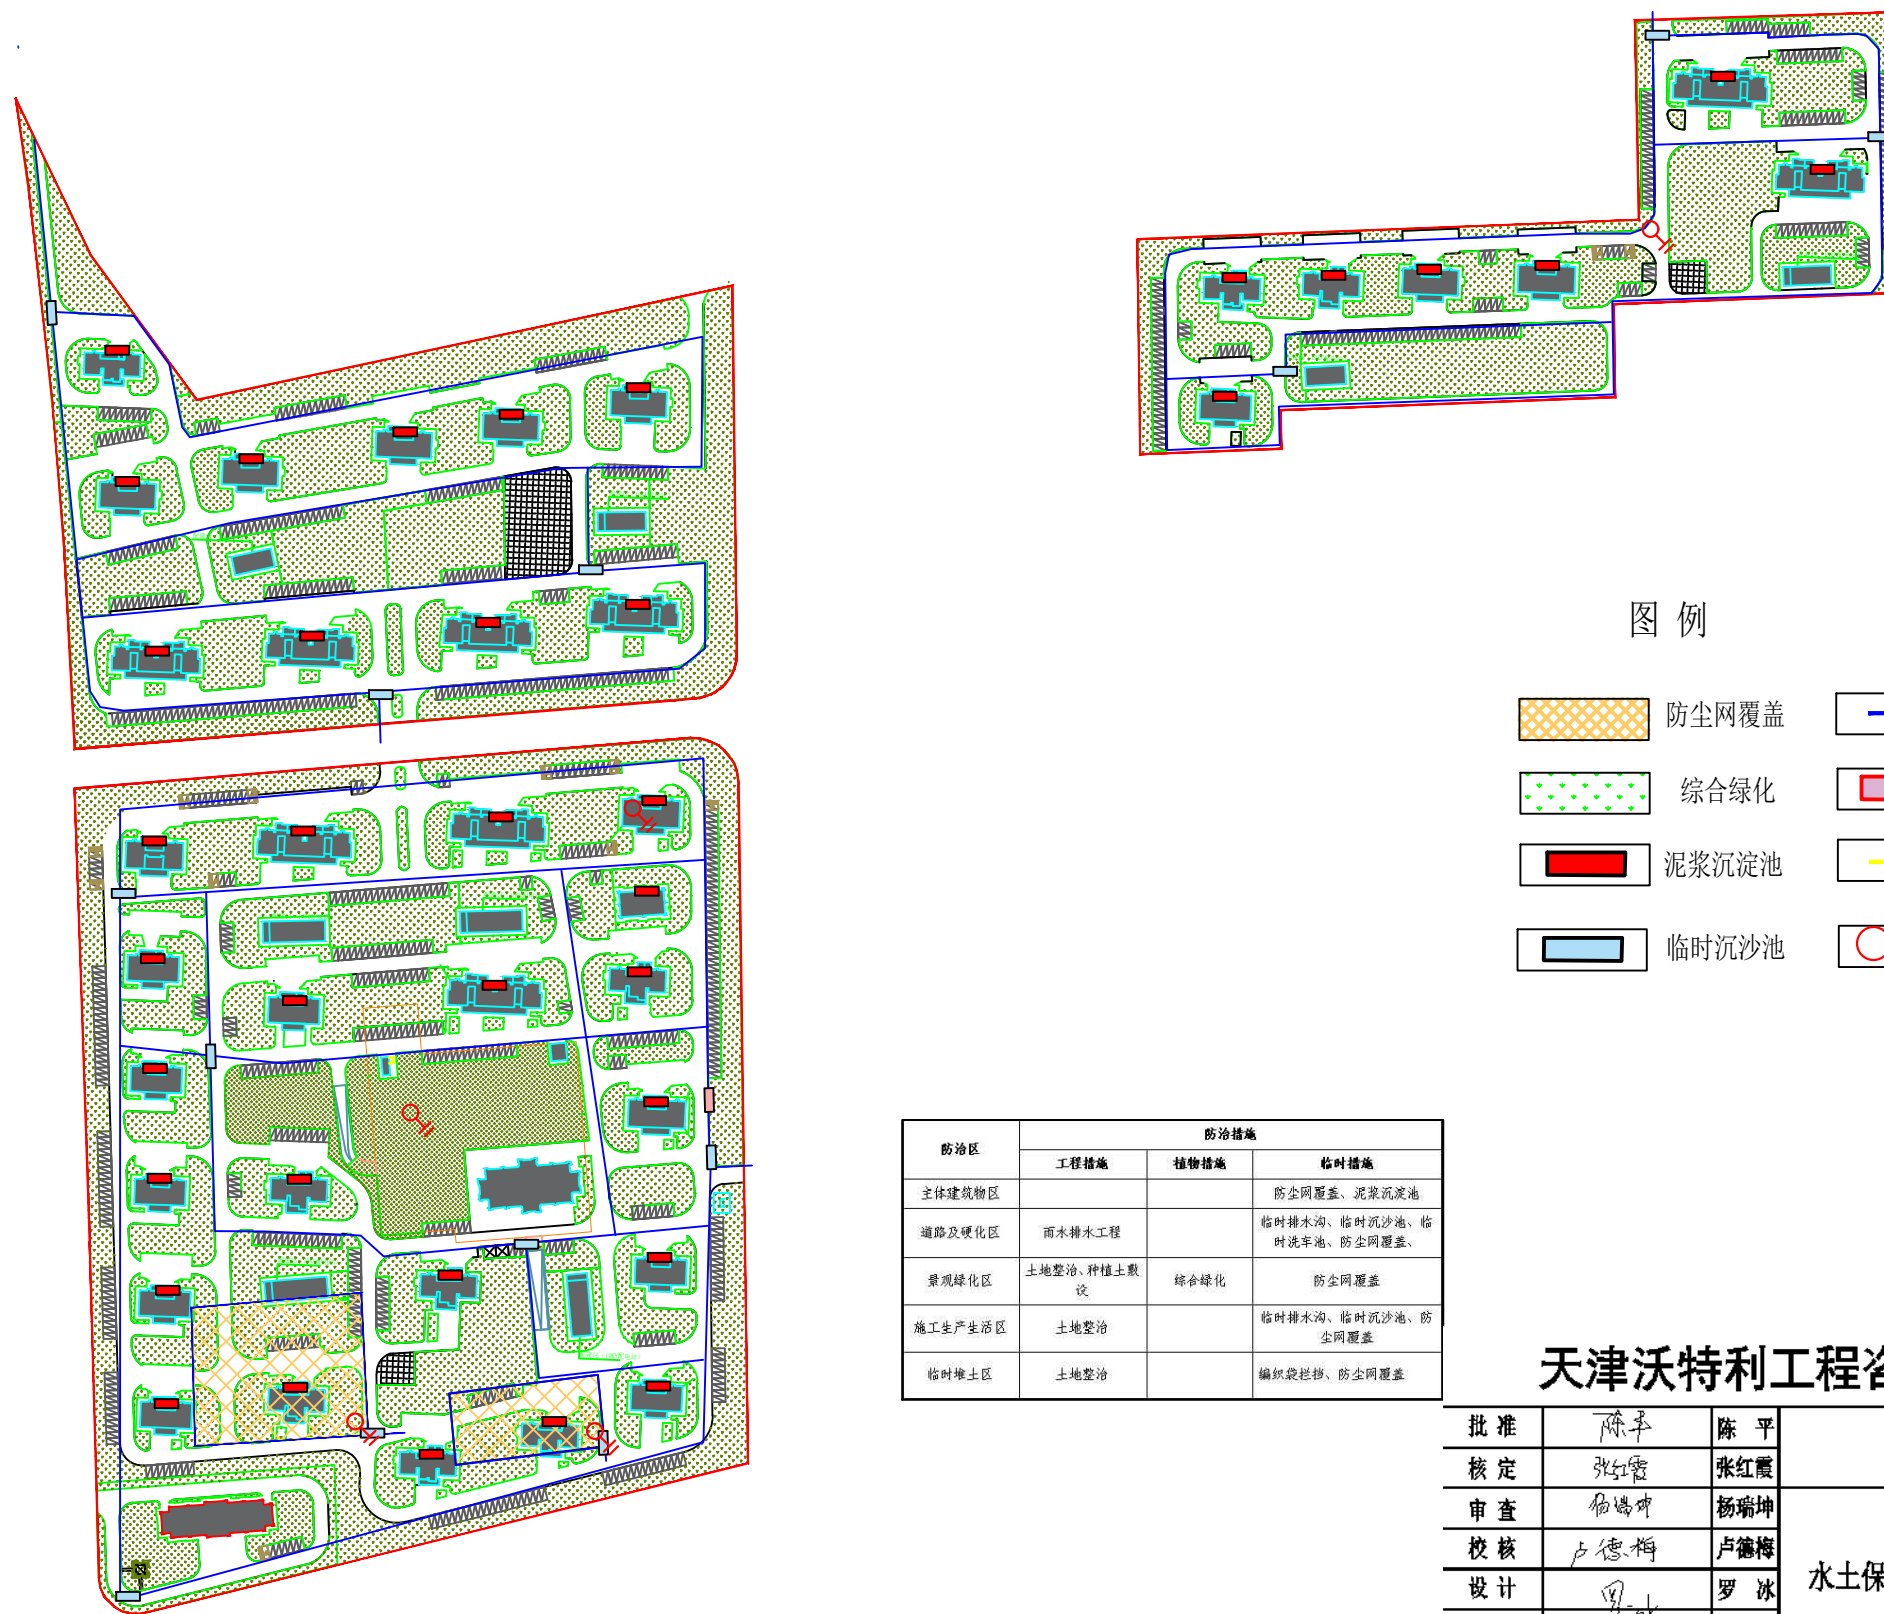 图 例
防尘网覆盖
综合绿化
泥浆沉淀池
临时沉沙池
防治区
防治措施
工程措施 植物措施 临时措施
主体建筑物区 防尘网覆盖、泥浆沉淀池
道路及硬化区 雨水排水工程 临时排水沟、临时沉沙池、临
时洗车池、防尘网覆盖、
景观绿化区 土地整治、种植土敷
设 综合绿化 防尘网覆盖
施工生产生活区 土地整治 临时排水沟、临时沉沙池、防
尘网覆盖
临时堆土区 土地整治 编织袋拦挡、防尘网覆盖
天津沃特利工程咨
批 准 陈平 陈 平
核 定 张红霞 张红霞
审 查 杨瑞坤 杨瑞坤
校 核 卢德梅 卢德梅
设 计 罗冰 罗 冰
水土保